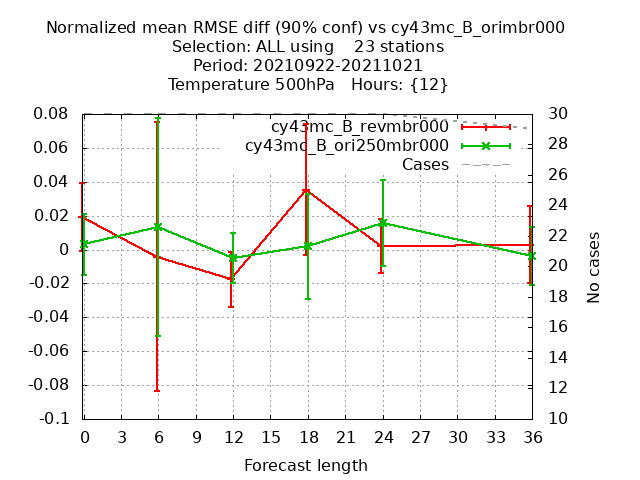 Normalized mean RMSE diff (90% conf) vs cy43mc_B_orimbr000
Selection: ALL using    23 stations
Period: 20210922-20211021
Temperature 500hPa   Hours: {12}
cy43mc_B_revmbr000
cy43mc_B_ori250mbr000
Cases
0.08
0.06
0.04
0.02
0
-0.02
-0.04
-0.06
-0.08
-0.1
30
28
26
24
22
20
18
16
14
12
10
No cases
0 3 6 9 12 15 18 21 24 27 30 33 36
Forecast length